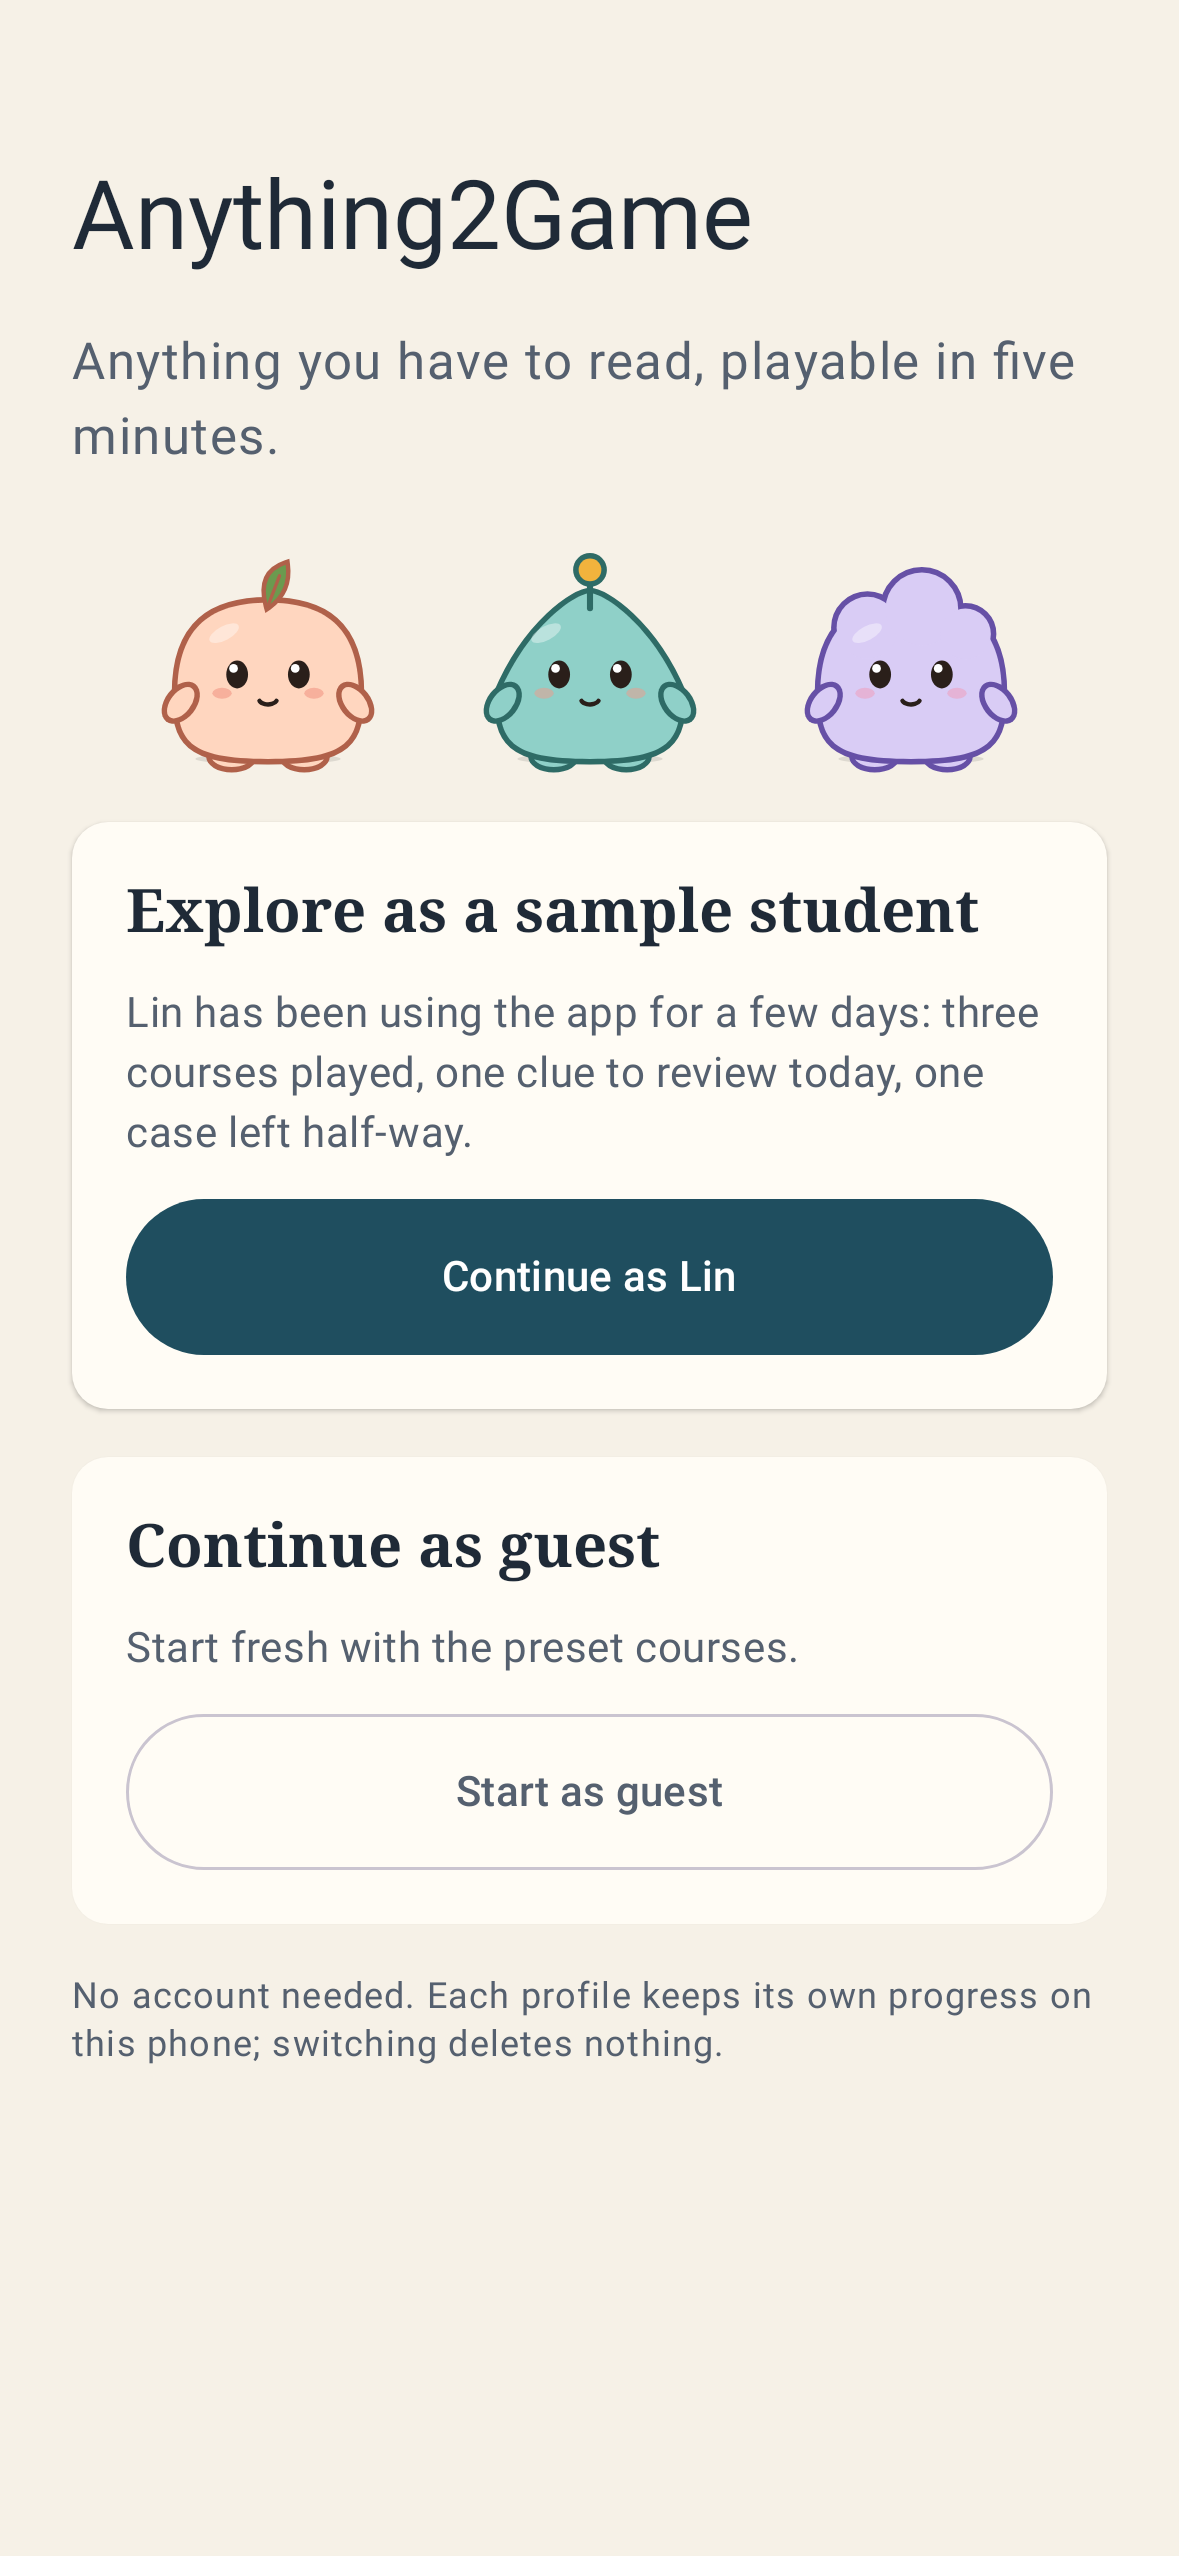 Anything2Game
Anything you have to read, playable in five
minutes.
Explore as a sample student
Lin has been using the app for a few days: three
courses played, one clue to review today, one
case left half-way.
Continue as Lin
Continue as guest
Start fresh with the preset courses.
Start as guest
No account needed. Each profile keeps its own progress on
this phone; switching deletes nothing.